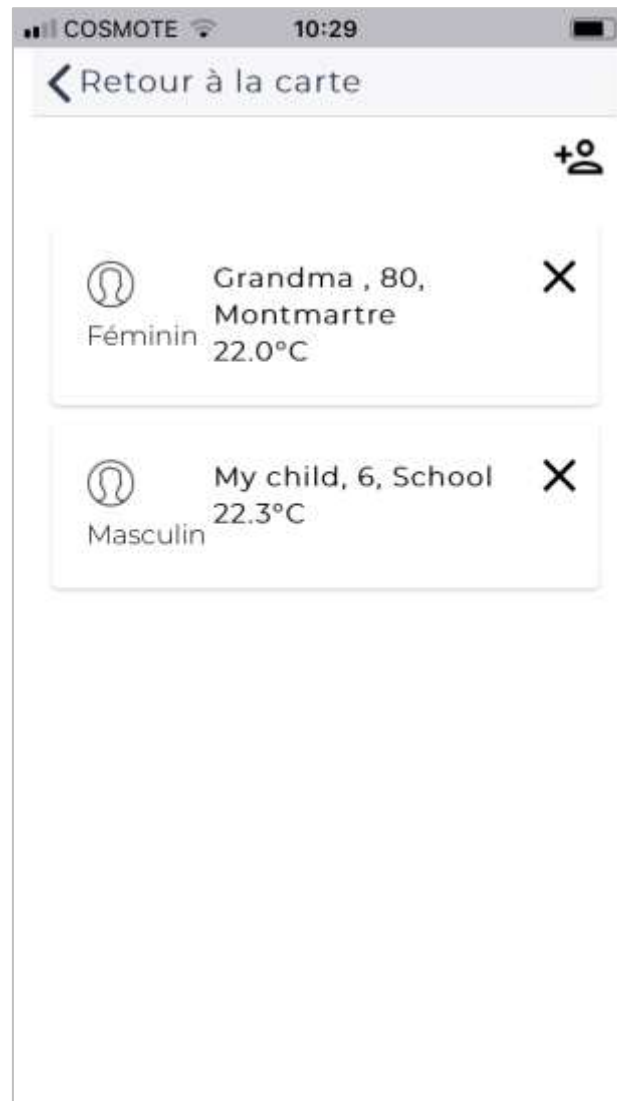 COSMOTE 10:29
Retour à la carte
Grandma , 80,
Montmartre
Féminin
22.0°C
My child, 6, School
22.3°C
Masculin